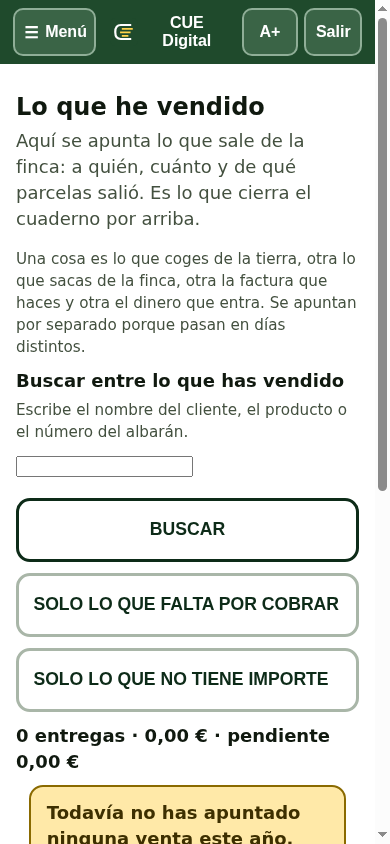 ☰ Menú
CUE
Digital
A+
Salir
Lo que he vendido
Aquí se apunta lo que sale de la
finca: a quién, cuánto y de qué
parcelas salió. Es lo que cierra el
cuaderno por arriba.
Una cosa es lo que coges de la tierra, otra lo
que sacas de la finca, otra la factura que
haces y otra el dinero que entra. Se apuntan
por separado porque pasan en días
distintos.
Buscar entre lo que has vendido
Escribe el nombre del cliente, el producto o
el número del albarán.
BUSCAR
SOLO LO QUE FALTA POR COBRAR
SOLO LO QUE NO TIENE IMPORTE
0 entregas · 0,00 € · pendiente
0,00 €
Todavía no has apuntado
ninguna venta este año.